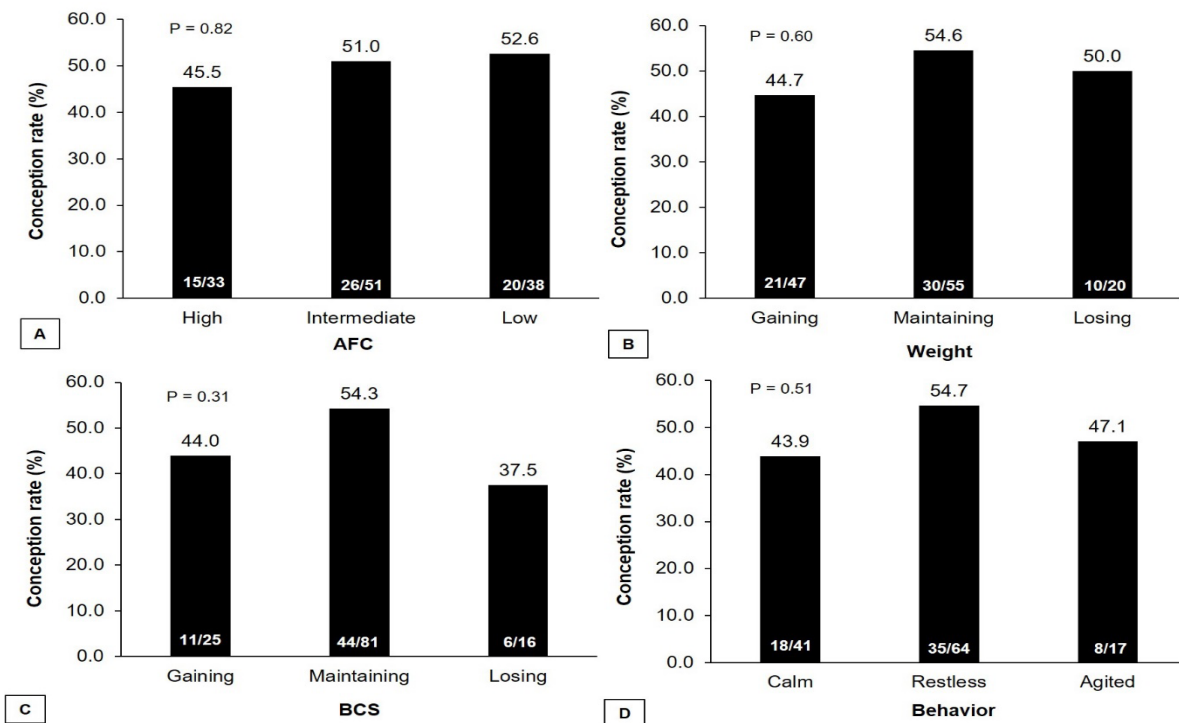 60.0
50.0
40.0
30.0
20.0
10.0
0.0
Conception rate (%)
P = 0.82
45.5
51.0
52.6
15/33
26/51
20/38
High
Intermediate
Low
AFC
A
60.0
50.0
40.0
30.0
20.0
10.0
0.0
Conception rate (%)
P = 0.60
44.7
54.6
50.0
21/47
30/55
10/20
Gaining
Maintaining
Losing
Weight
B
60.0
50.0
40.0
30.0
20.0
10.0
0.0
Conception rate (%)
P = 0.31
44.0
54.3
37.5
11/25
44/81
6/16
Gaining
Maintaining
Losing
BCS
C
60.0
50.0
40.0
30.0
20.0
10.0
0.0
Conception rate (%)
P = 0.51
43.9
54.7
47.1
18/41
35/64
8/17
Calm
Restless
Agited
Behavior
D